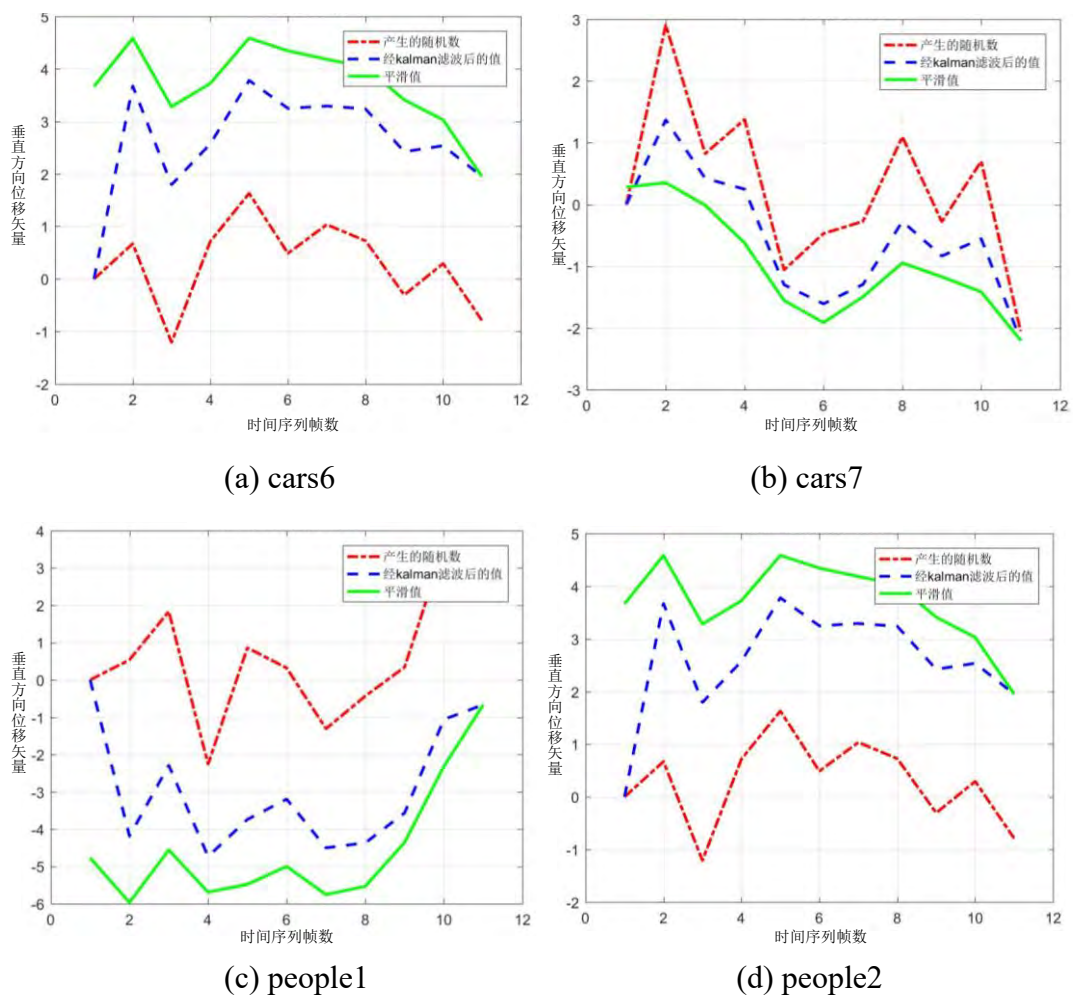 5
4
3
2
1
0
-1
-2
0
2
4
6
8
10
12
垂直方向位移矢量
时间序列帧数
产生的随机数
经kalman滤波后的值
平滑值
(a) cars6
3
2
1
0
-1
-2
-3
0
2
4
6
8
10
12
垂直方向位移矢量
时间序列帧数
产生的随机数
经kalman滤波后的值
平滑值
(b) cars7
4
3
2
1
0
-1
-2
-3
-4
-5
-6
0
2
4
6
8
10
12
垂直方向位移矢量
时间序列帧数
产生的随机数
经kalman滤波后的值
平滑值
(c) people1
5
4
3
2
1
0
-1
-2
0
2
4
6
8
10
12
垂直方向位移矢量
时间序列帧数
产生的随机数
经kalman滤波后的值
平滑值
(d) people2